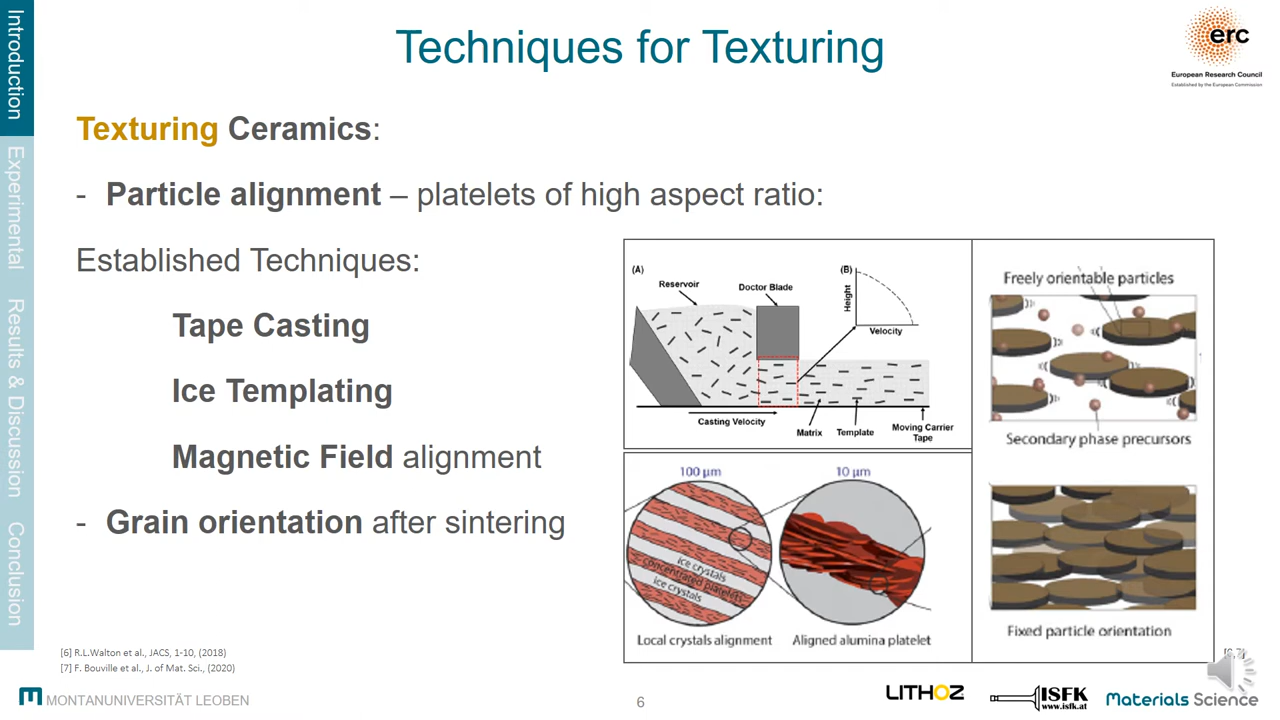 Techniques for Texturing
erc
European Research Council
Established by the European Commission
Introduction
Experimental
Results & Discussion
Conclusion
Texturing Ceramics:
- Particle alignment – platelets of high aspect ratio:
Established Techniques:
Tape Casting
Ice Templating
Magnetic Field alignment
- Grain orientation after sintering
(A)
Reservoir
Doctor Blade
(B)
Height
Velocity
Casting Velocity
Matrix
Template
Moving Carrier
Tape
Freely orientable particles
Secondary phase precursors
100 µm
10 µm
ice crystals
concentrated platelets
ice crystals
Local crystals alignment
Aligned alumina platelet
Fixed particle orientation
[6] R.L.Walton et al., JACS, 1-10, (2018)
[7] F. Bouville et al., J. of Mat. Sci., (2020)
MONTANUNIVERSITÄT LEOBEN
6
LITHOZ
ISFK
www.isfk.at
Materials Science